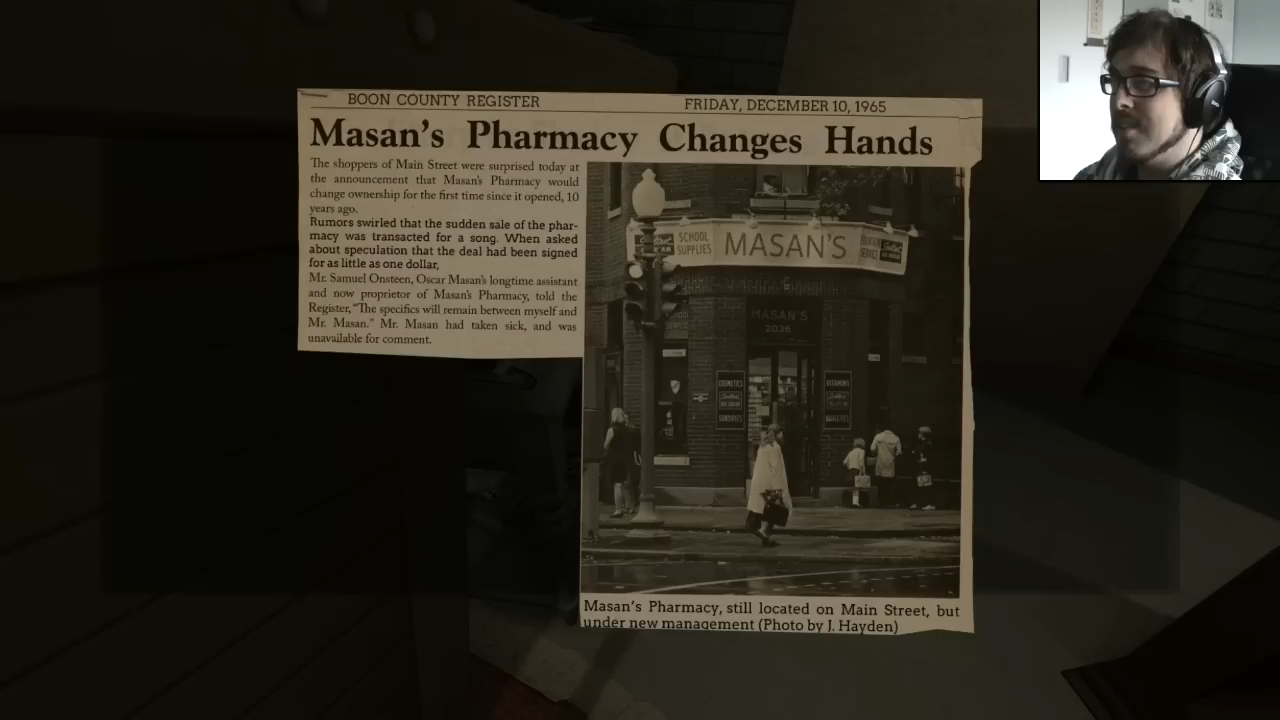 BOON COUNTY REGISTER
FRIDAY, DECEMBER 10, 1965
Masan's Pharmacy Changes Hands
The shoppers of Main Street were surprised today at
the announcement that Masan's Pharmacy would
change ownership for the first time since it opened, 10
years ago.
Rumors swirled that the sudden sale of the phar-
macy was transacted for a song. When asked
about speculation that the deal had been signed
for as little as one dollar,
Mr. Samuel Onsteen, Oscar Masan's longtime assistant
and now proprietor of Masan's Pharmacy, told the
Register, "The specifics will remain between myself and
Mr. Masan." Mr. Masan had taken sick, and was
unavailable for comment.
SCHOOL
SUPPLIES
MASAN'S
SERVICE
MASAN'S
2036
COSMETICS
SUNDRIES
Masan's Pharmacy, still located on Main Street, but
under new management (Photo by J. Hayden)